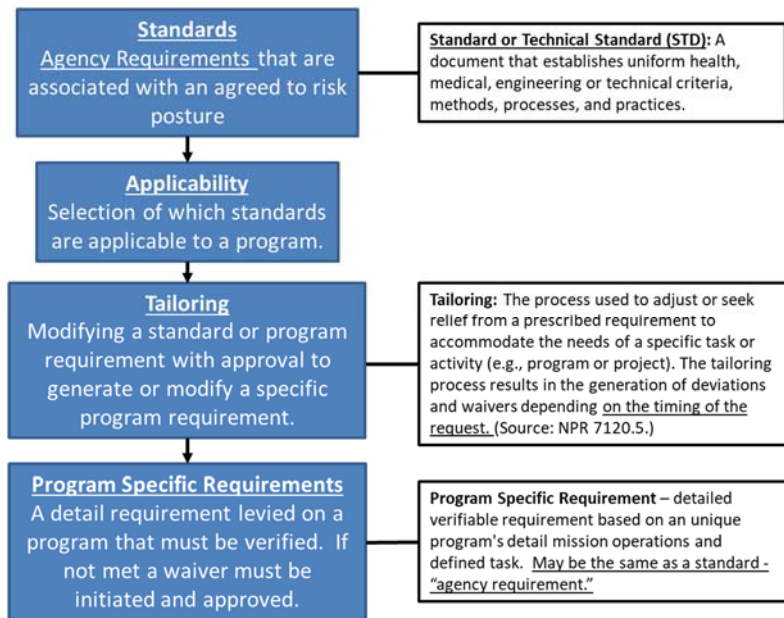 Standards
Agency Requirements that are
associated with an agreed to risk
posture
Standard or Technical Standard (STD): A
document that establishes uniform health,
medical, engineering or technical criteria,
methods, processes, and practices.
Applicability
Selection of which standards
are applicable to a program.
Tailoring
Modifying a standard or program
requirement with approval to
generate or modify a specific
program requirement.
Tailoring: The process used to adjust or seek
relief from a prescribed requirement to
accommodate the needs of a specific task or
activity (e.g., program or project). The tailoring
process results in the generation of deviations
and waivers depending on the timing of the
request. (Source: NPR 7120.5.)
Program Specific Requirements
A detail requirement levied on a
program that must be verified.  If
not met a waiver must be
initiated and approved.
Program Specific Requirement – detailed
verifiable requirement based on an unique
program's detail mission operations and
defined task.  May be the same as a standard -
“agency requirement.”